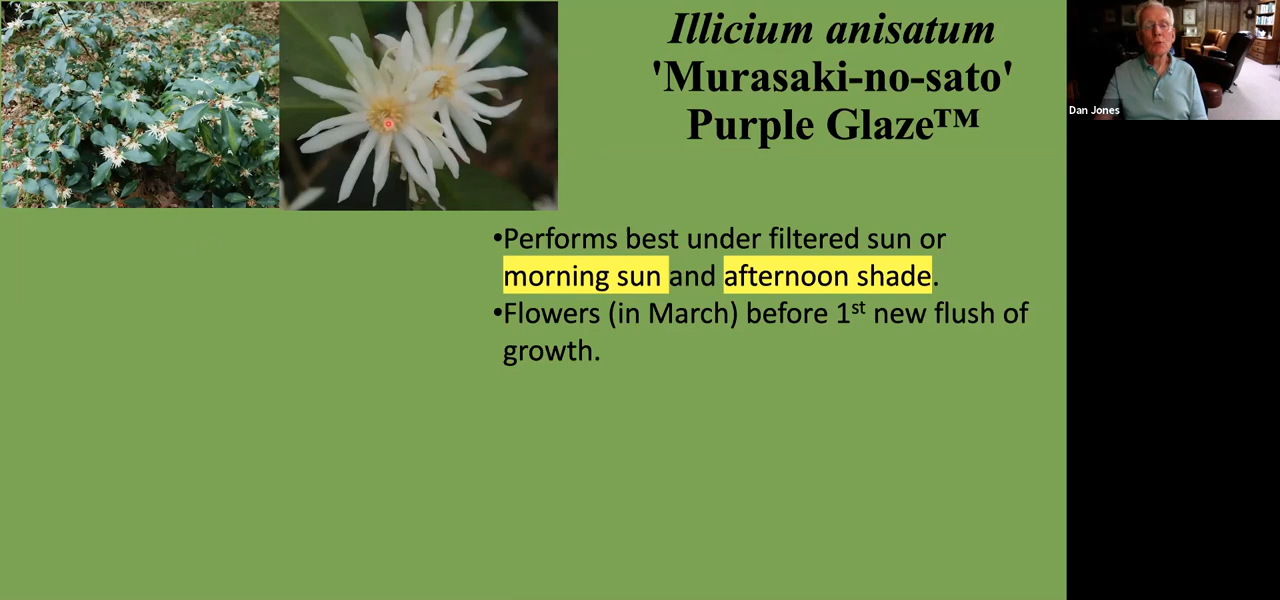 Illicium anisatum
'Murasaki-no-sato'
Purple Glaze™
Dan Jones
•Performs best under filtered sun or
morning sun and afternoon shade.
•Flowers (in March) before 1st new flush of
growth.